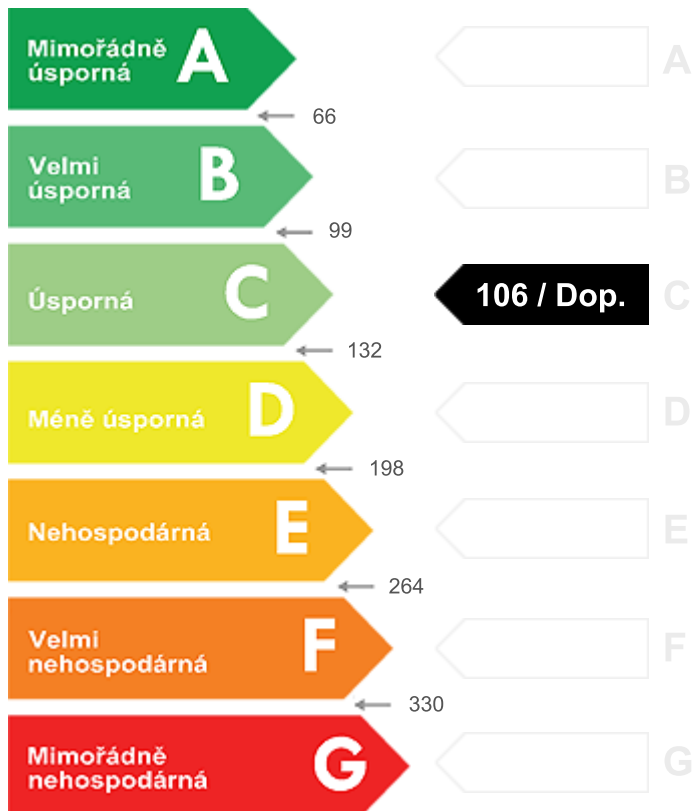 Mimořádně
úsporná
A
A
66
Velmi
úsporná
B
B
99
Úsporná
C
106 / Dop.
C
132
Méně úsporná
D
D
198
Nehospodárná
E
E
264
Velmi
nehospodárná
F
F
330
Mimořádně
nehospodárná
G
G